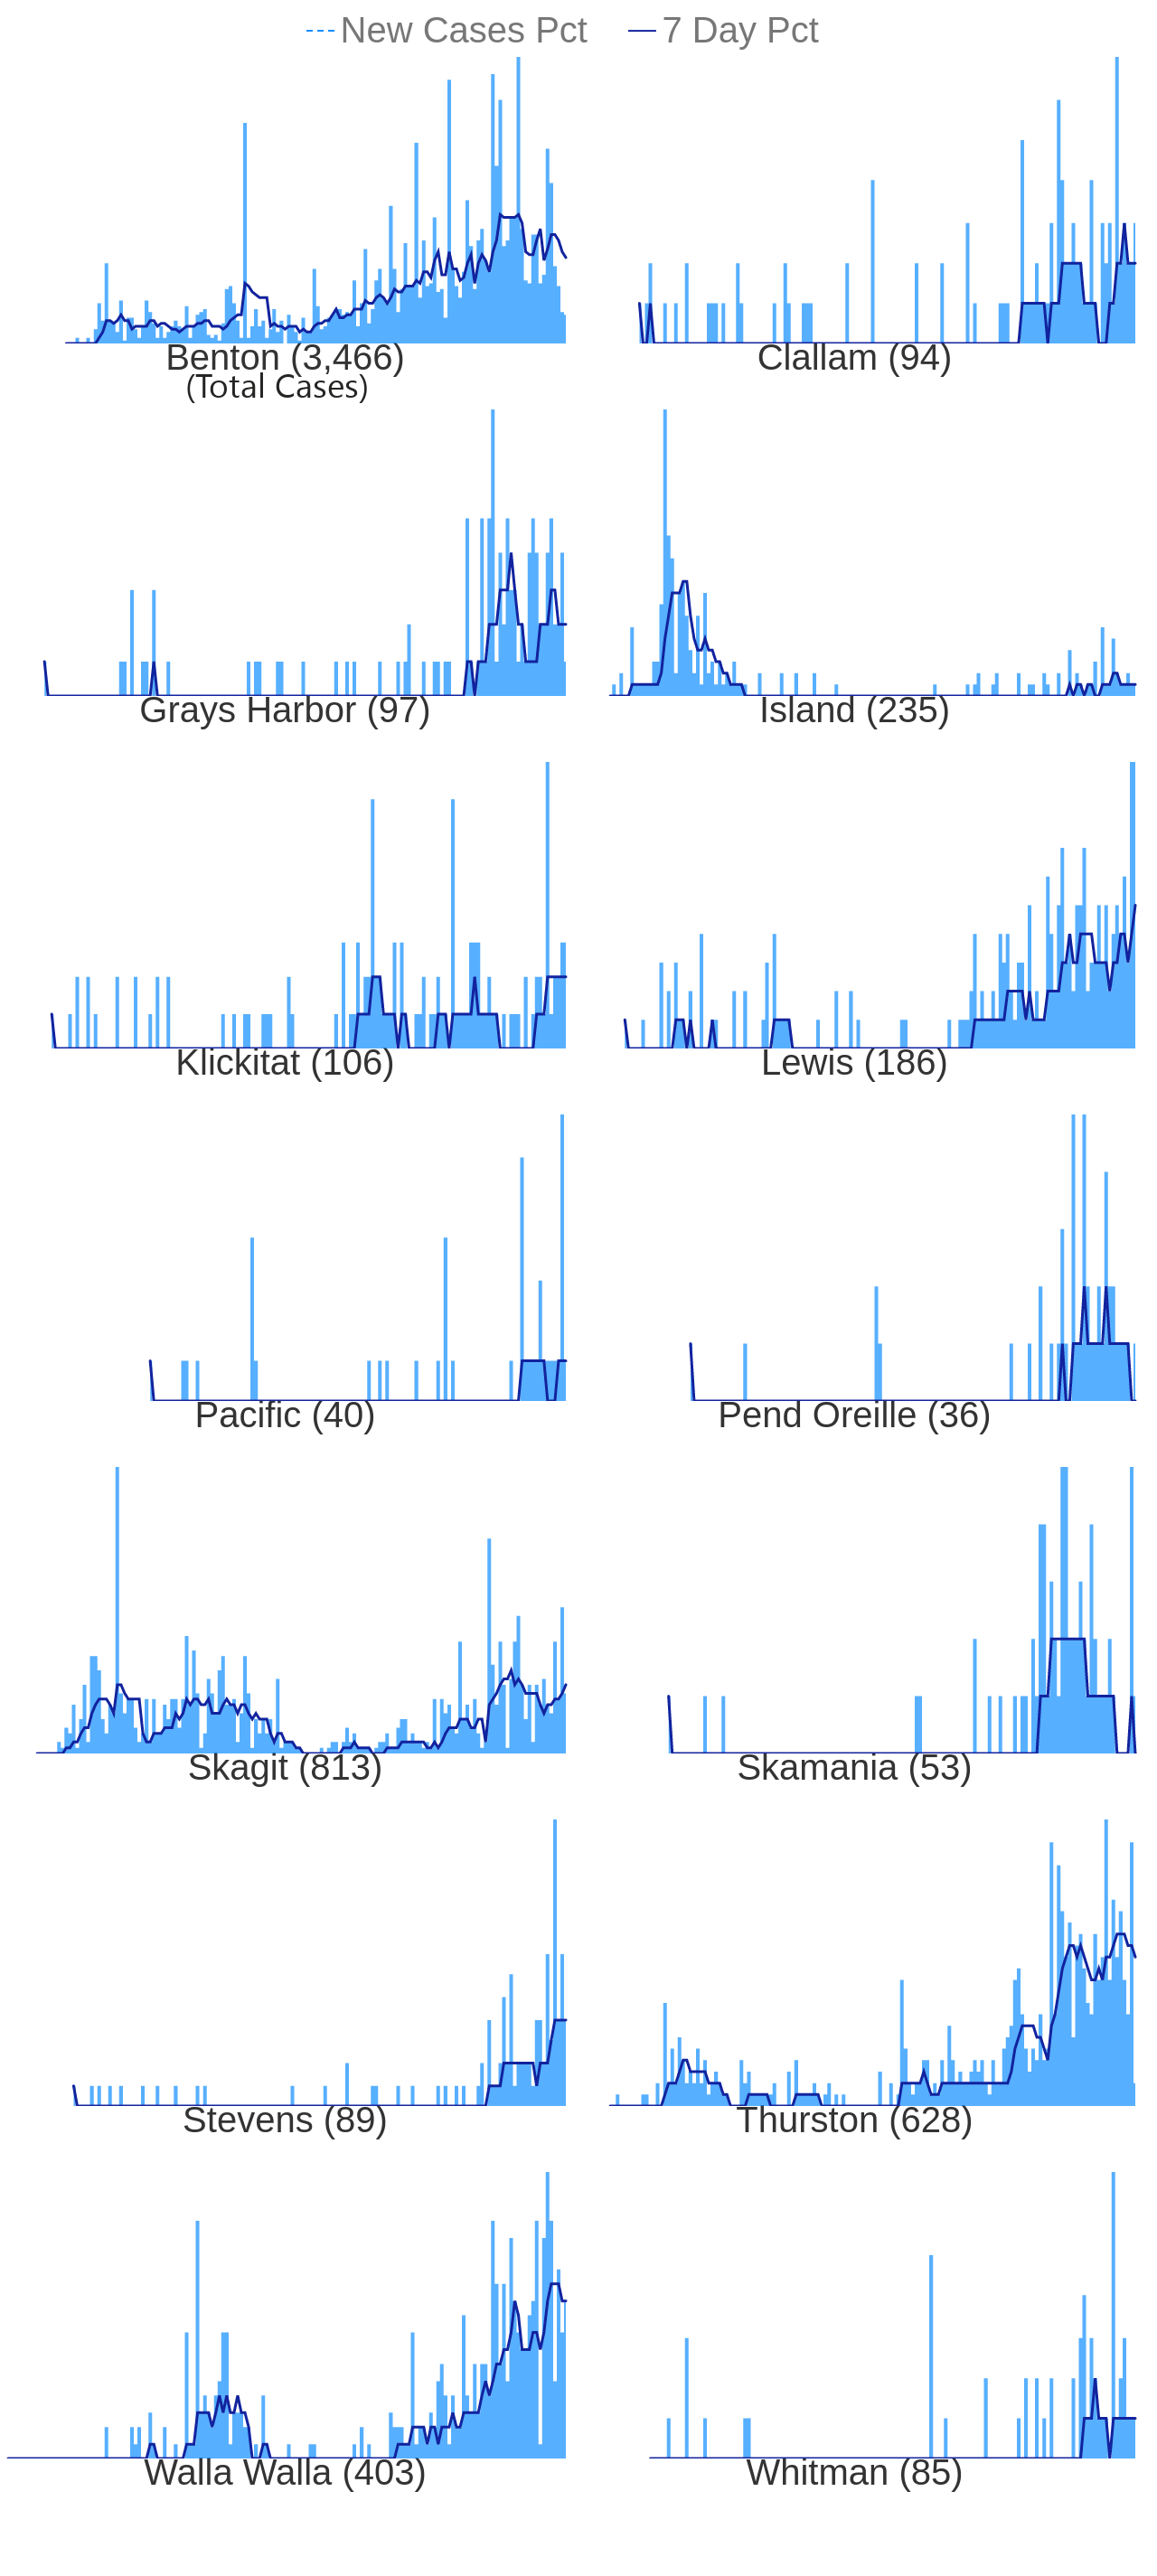 New Cases Pct 7 Day Pct
Benton (3,466) Clallam (94)
(Total Cases)
Grays Harbor (97) Island (235)
Klickitat (106) Lewis (186)
Pacific (40) Pend Oreille (36)
Skagit (813) Skamania (53)
Stevens (89) Thurston (628)
Walla Walla (403) Whitman (85)